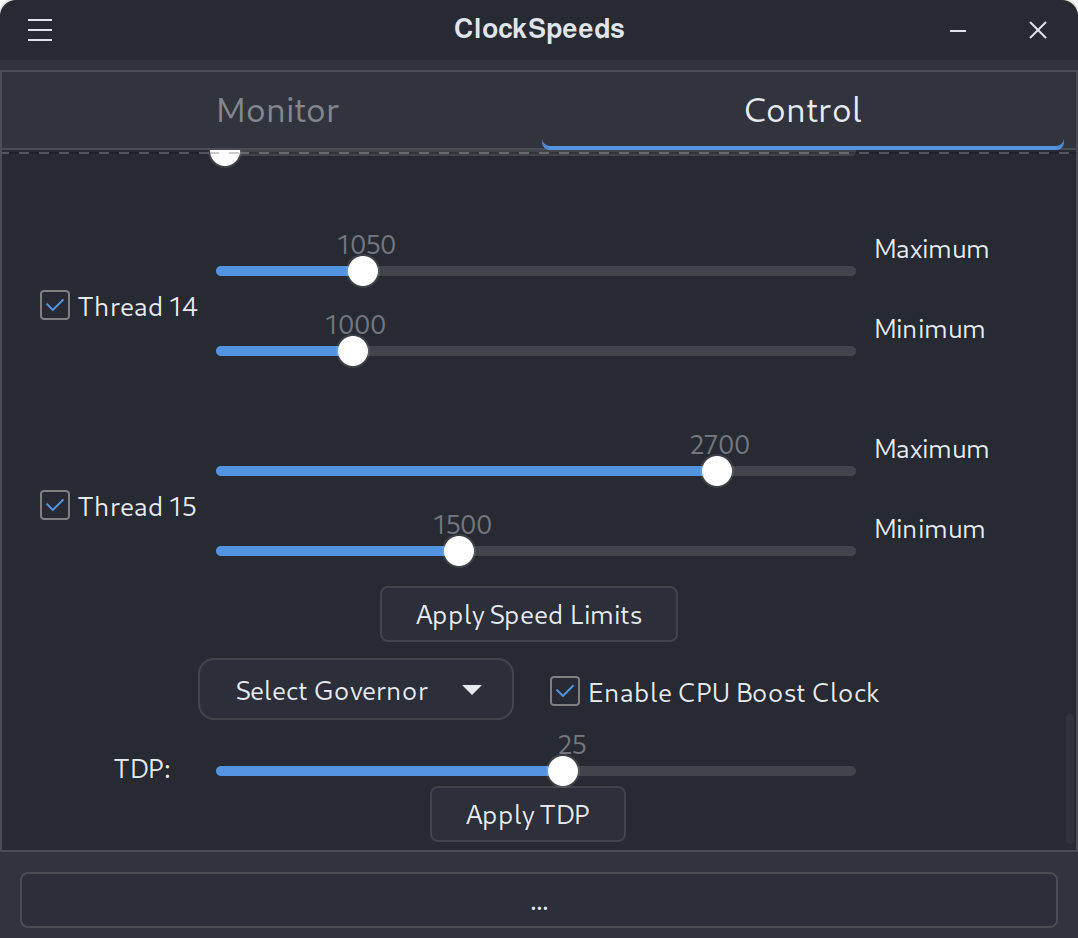 ClockSpeeds
Monitor
Control
1050
Maximum
Thread 14
1000
Minimum
2700
Maximum
Thread 15
1500
Minimum
Apply Speed Limits
Select Governor
Enable CPU Boost Clock
25
TDP:
Apply TDP
...